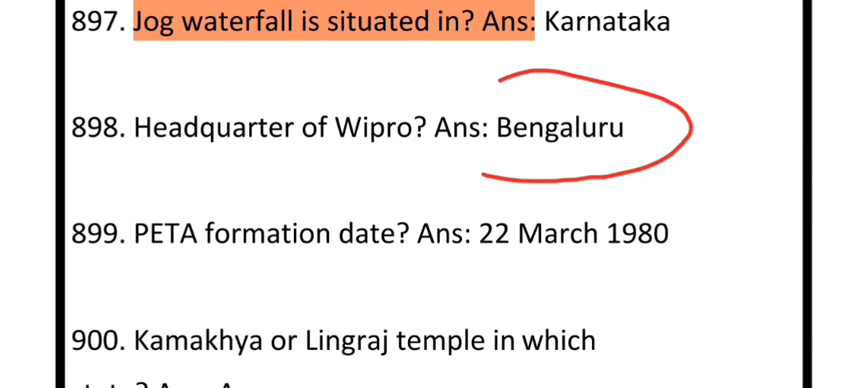 897. Jog waterfall is situated in? Ans: Karnataka
898. Headquarter of Wipro? Ans: Bengaluru
899. PETA formation date? Ans: 22 March 1980
900. Kamakhya or Lingraj temple in which